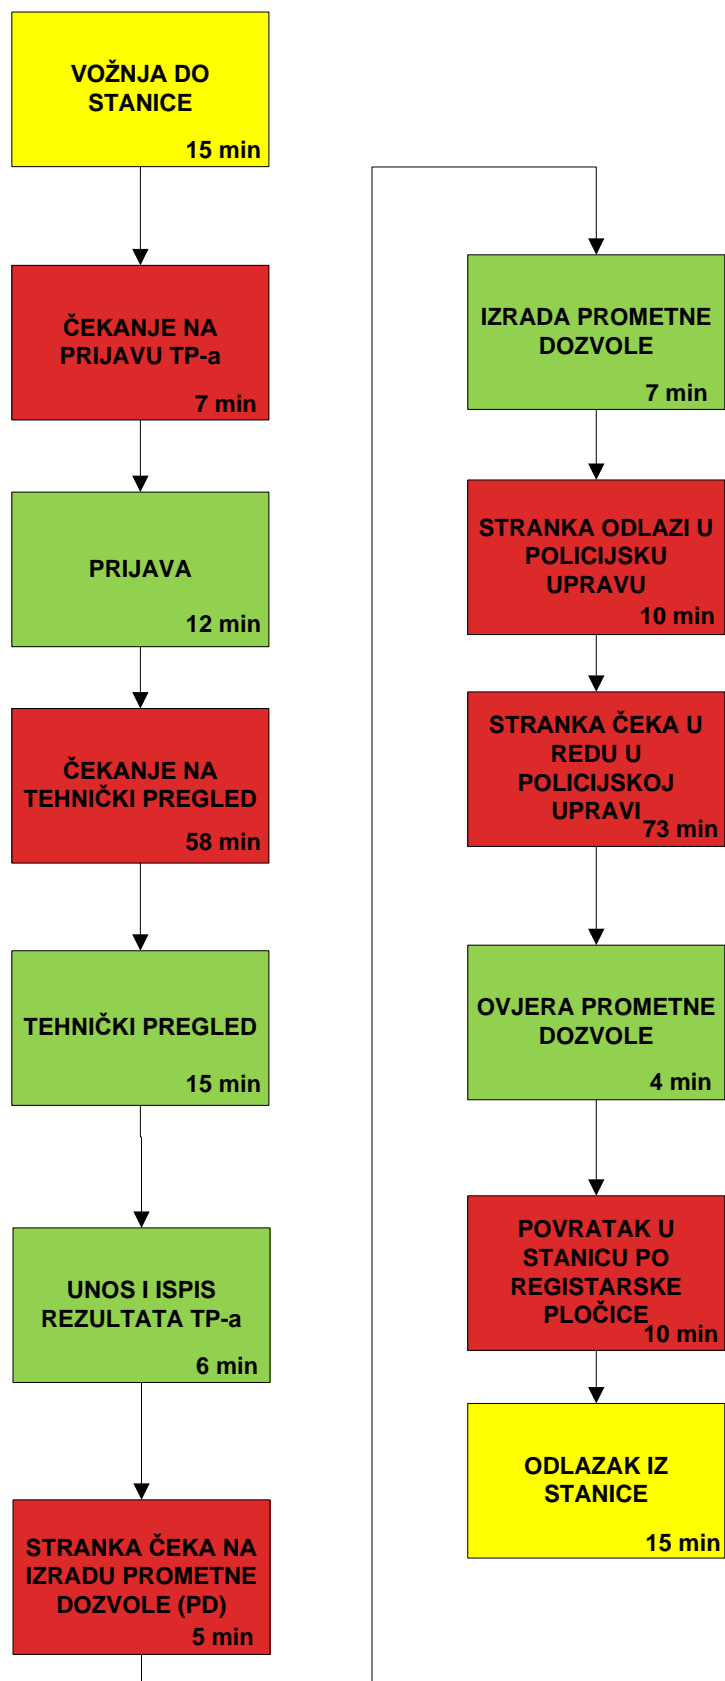 VOŽNJA DO
STANICE
15 min
ČEKANJE NA
PRIJAVU TP-a
7 min
PRIJAVA
12 min
ČEKANJE NA
TEHNIČKI PREGLED
58 min
TEHNIČKI PREGLED
15 min
UNOS I ISPIS
REZULTATA TP-a
6 min
STRANKA ČEKA NA
IZRADU PROMETNE
DOZVOLE (PD)
5 min
IZRADA PROMETNE
DOZVOLE
7 min
STRANKA ODLAZI U
POLICIJSKU
UPRAVU
10 min
STRANKA ČEKA U
REDU U
POLICIJSKOJ
UPRAVI
73 min
OVJERA PROMETNE
DOZVOLE
4 min
POVRATAK U
STANICU PO
REGISTARSKE
PLOČICE
10 min
ODLAZAK IZ
STANICE
15 min